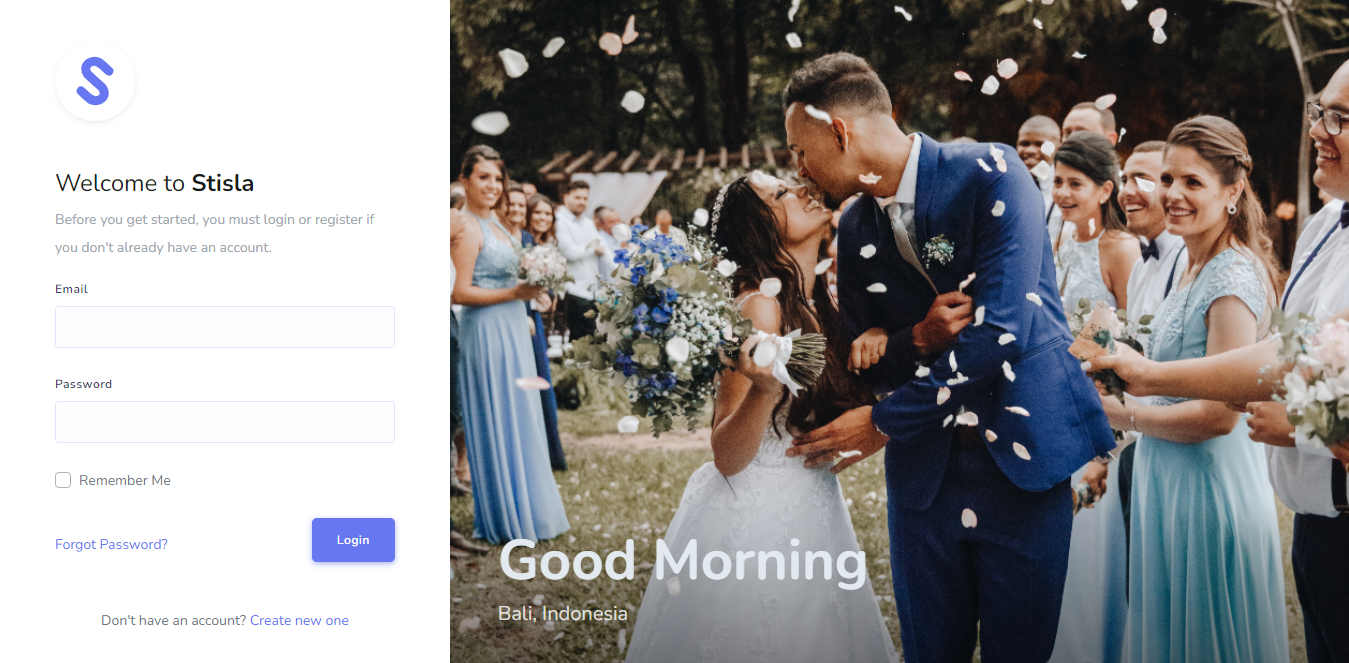 Welcome to Stisla
Before you get started, you must login or register if
you don't already have an account.
Email
Password
Remember Me
Forgot Password?
Login
Don't have an account? Create new one
Good Morning
Bali, Indonesia